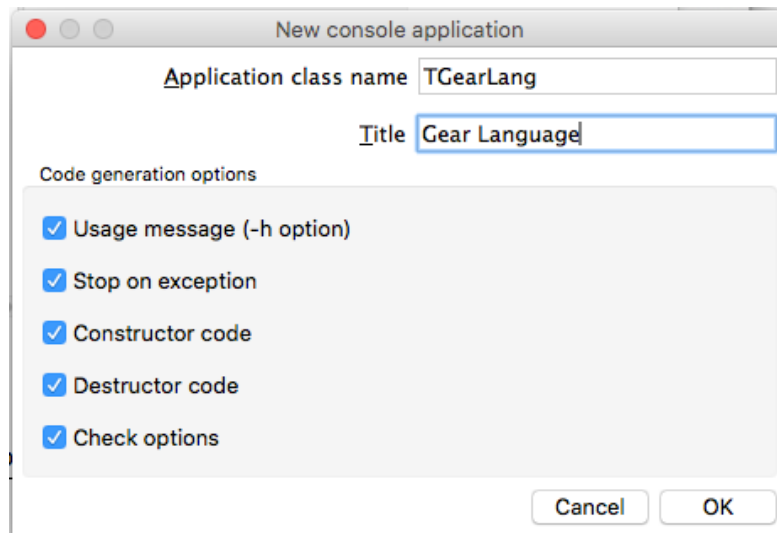 New console application
Application class name TGearLang
Title Gear Language
Code generation options
Usage message (-h option)
Stop on exception
Constructor code
Destructor code
Check options
Cancel OK